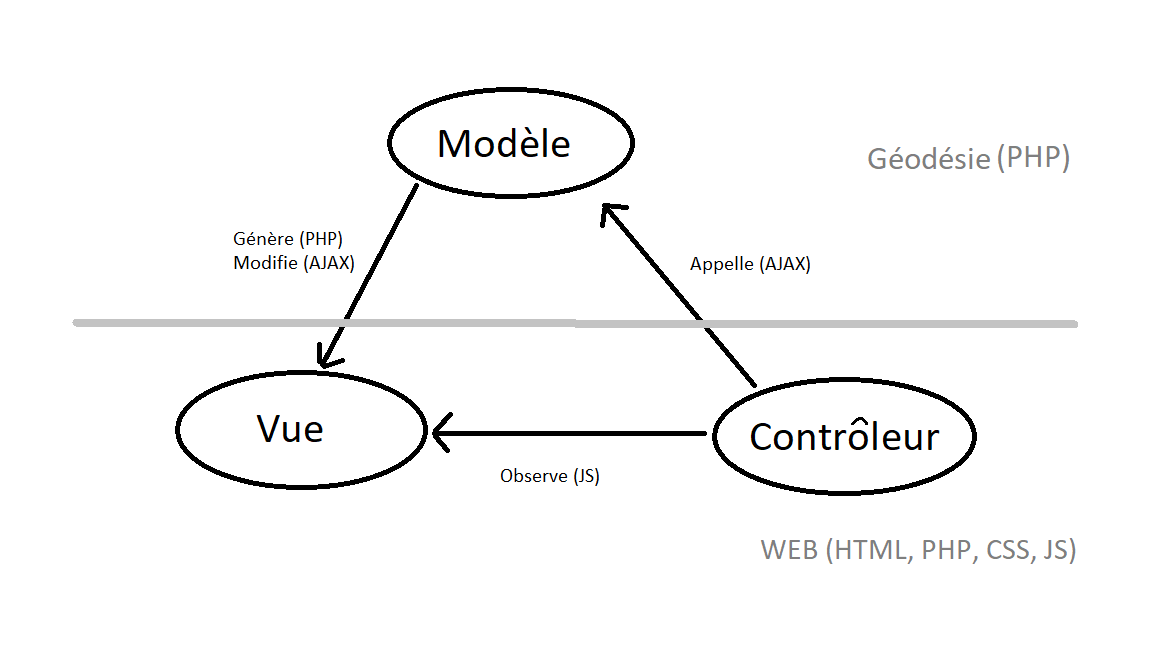 Modèle
Géodésie (PHP)
Génère (PHP)
Modifie (AJAX)
Appelle (AJAX)
Vue
Contrôleur
Observe (JS)
WEB (HTML, PHP, CSS, JS)